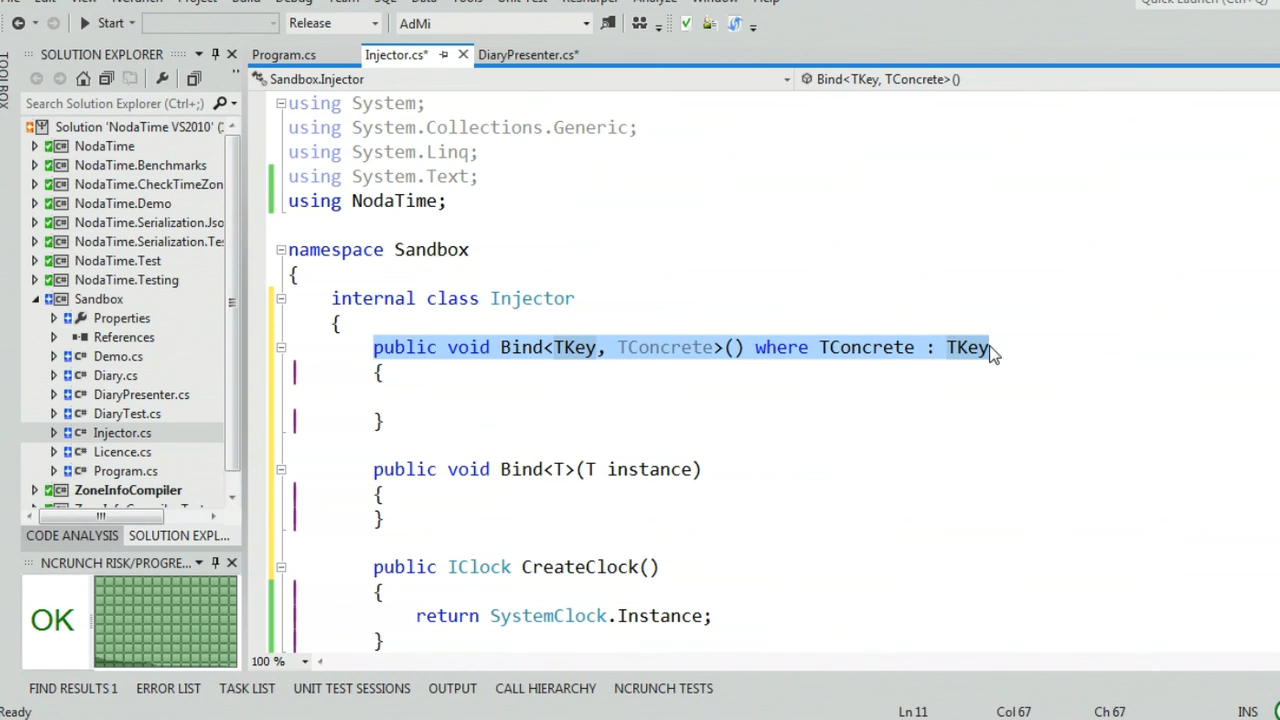 Start
Release
AdMi
SOLUTION EXPLORER
Program.cs
Injector.cs*
DiaryPresenter.cs*
Sandbox.Injector
Bind<TKey, TConcrete>()
TOOLBOX
Search Solution Explorer (Ctrl+;)
Solution 'NodaTime VS2010' (
NodaTime
NodaTime.Benchmarks
NodaTime.CheckTimeZon
NodaTime.Demo
NodaTime.Serialization.Jso
NodaTime.Serialization.Te
NodaTime.Test
NodaTime.Testing
Sandbox
Properties
References
Demo.cs
Diary.cs
DiaryPresenter.cs
DiaryTest.cs
Injector.cs
Licence.cs
Program.cs
ZoneInfoCompiler
CODE ANALYSIS
SOLUTION EXPL...
NCRUNCH RISK/PROGRE...
OK
using System;
using System.Collections.Generic;
using System.Linq;
using System.Text;
using NodaTime;
namespace Sandbox
{
internal class Injector
{
public void Bind<TKey, TConcrete>() where TConcrete : TKey
{
}
public void Bind<T>(T instance)
{
}
public IClock CreateClock()
{
return SystemClock.Instance;
}
100 %
FIND RESULTS 1
ERROR LIST
TASK LIST
UNIT TEST SESSIONS
OUTPUT
CALL HIERARCHY
NCRUNCH TESTS
Ready
Ln 11
Col 67
Ch 67
INS